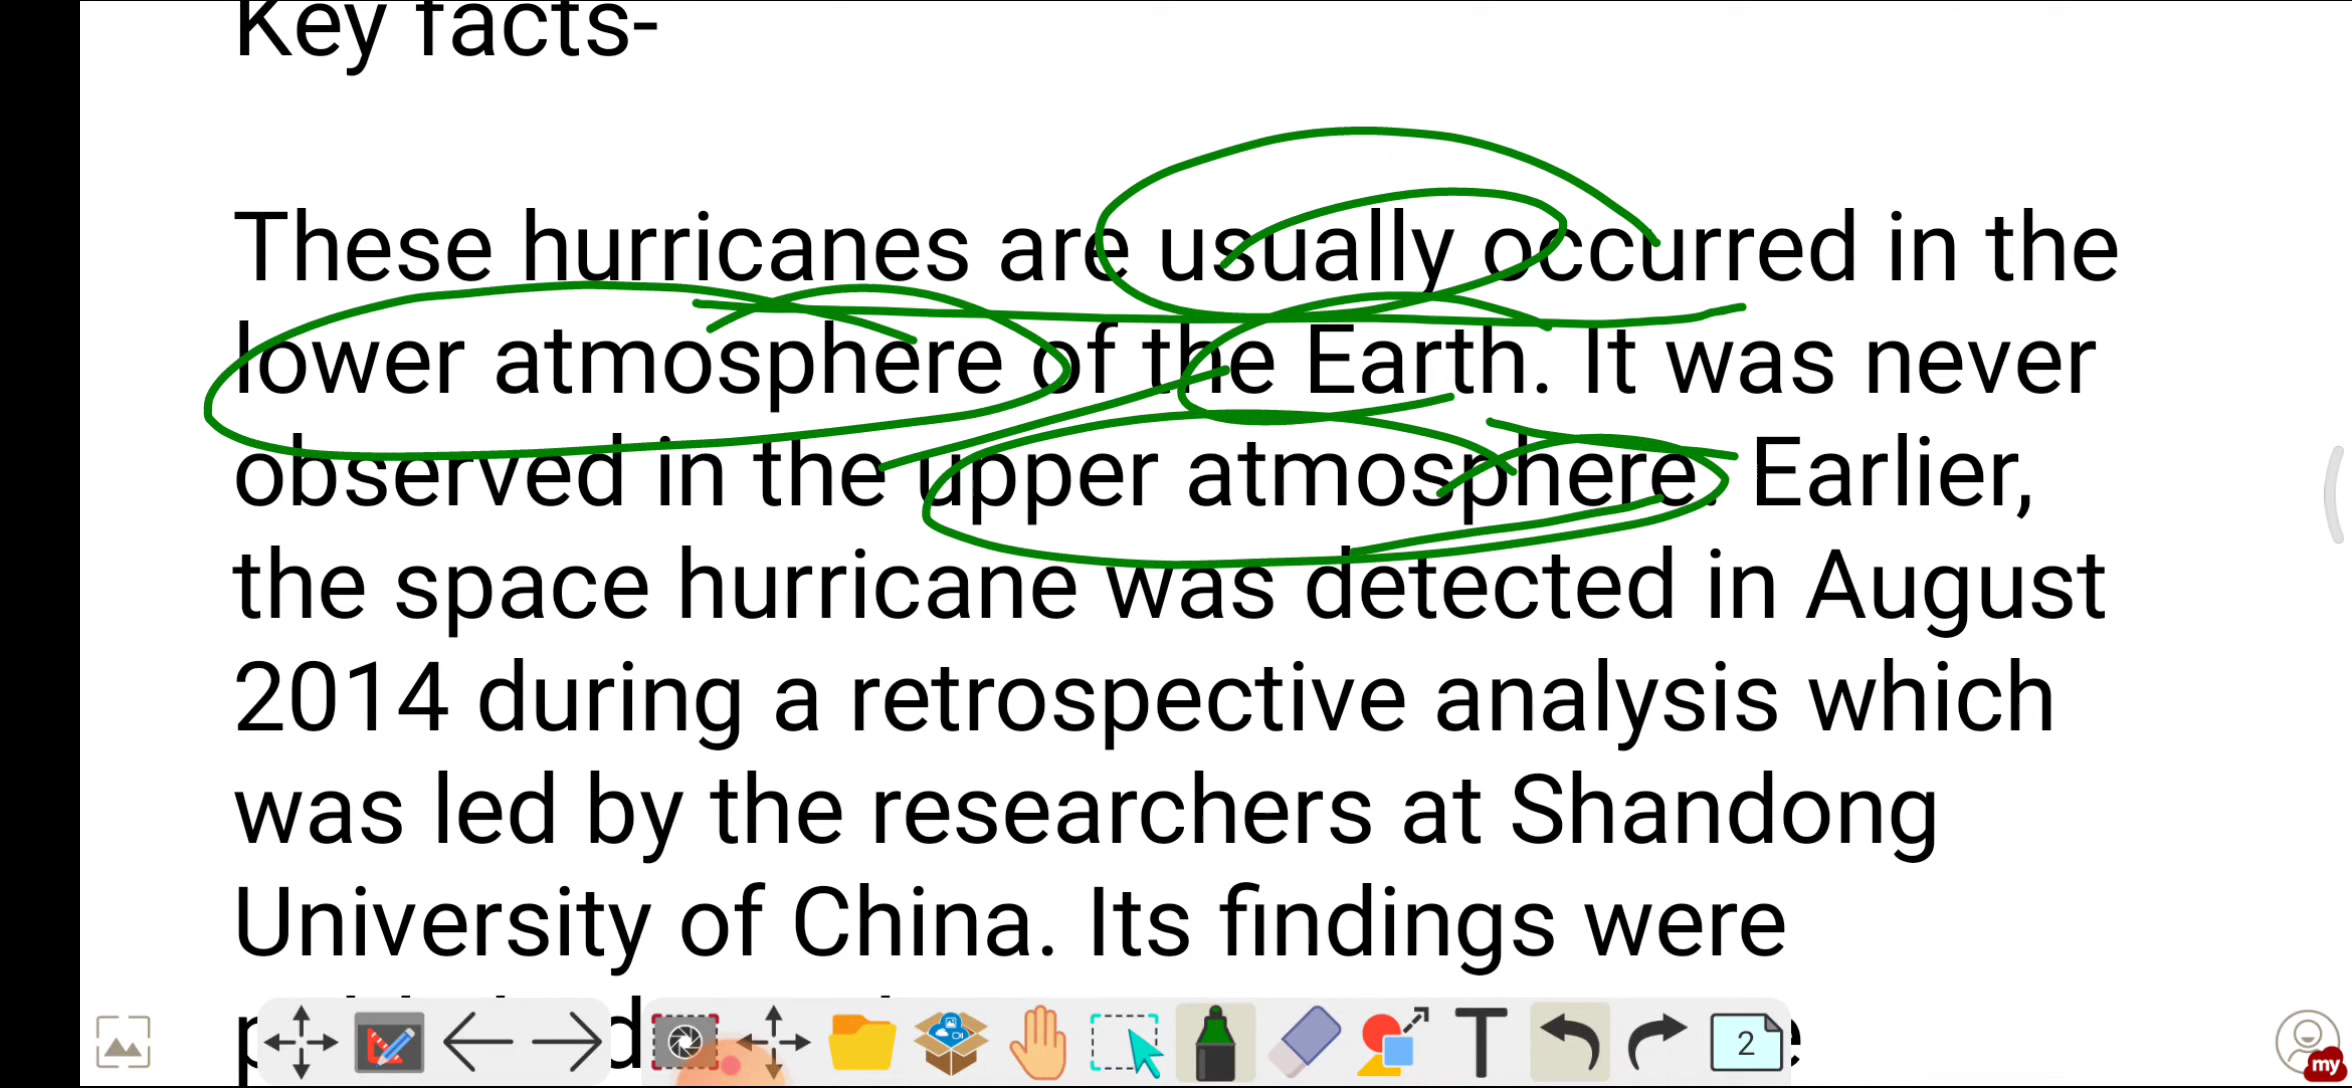 Key facts-
These hurricanes are usually occurred in the
lower atmosphere of the Earth. It was never
observed in the upper atmosphere. Earlier,
the space hurricane was detected in August
2014 during a retrospective analysis which
was led by the researchers at Shandong
University of China. Its findings were
T
2
my